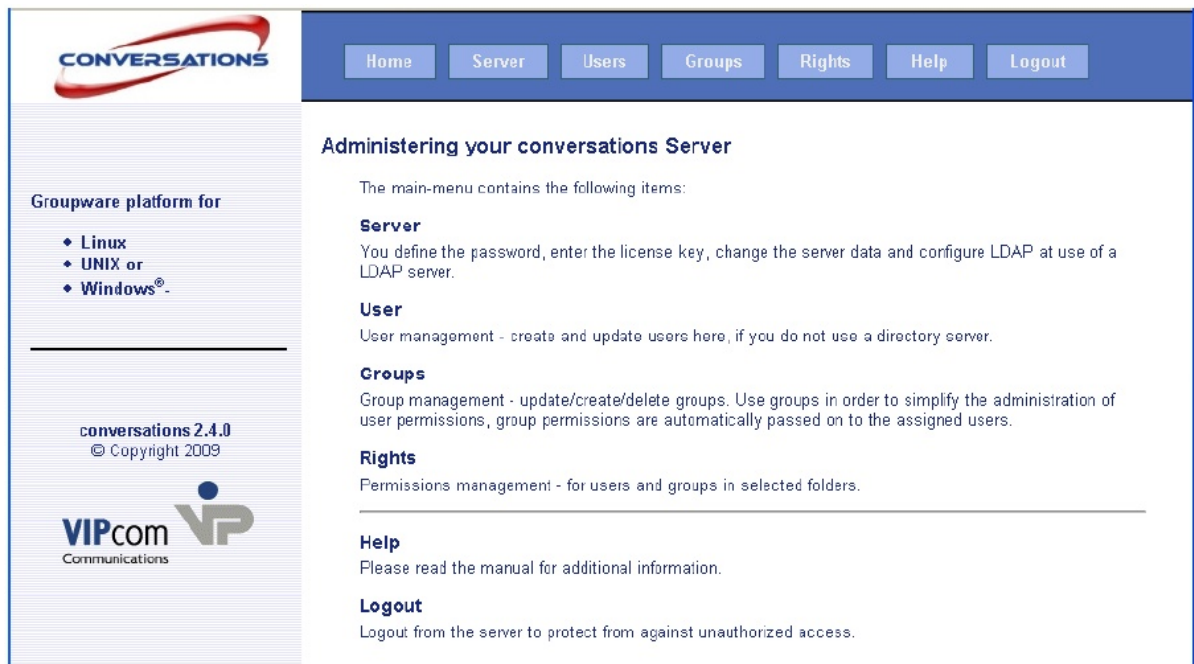 CONVERSATIONS
Home Server Users Groups Rights Help Logout
Groupware platform for
Linux
UNIX or
Windows®-
conversations 2.4.0
© Copyright 2009
VIPcom VIP
Communications
Administering your conversations Server
The main-menu contains the following items:
Server
You define the password, enter the license key, change the server data and configure LDAP at use of a
LDAP server.
User
User management - create and update users here, if you do not use a directory server.
Groups
Group management - update/create/delete groups. Use groups in order to simplify the administration of
user permissions, group permissions are automatically passed on to the assigned users.
Rights
Permissions management - for users and groups in selected folders.
Help
Please read the manual for additional information.
Logout
Logout from the server to protect from against unauthorized access.